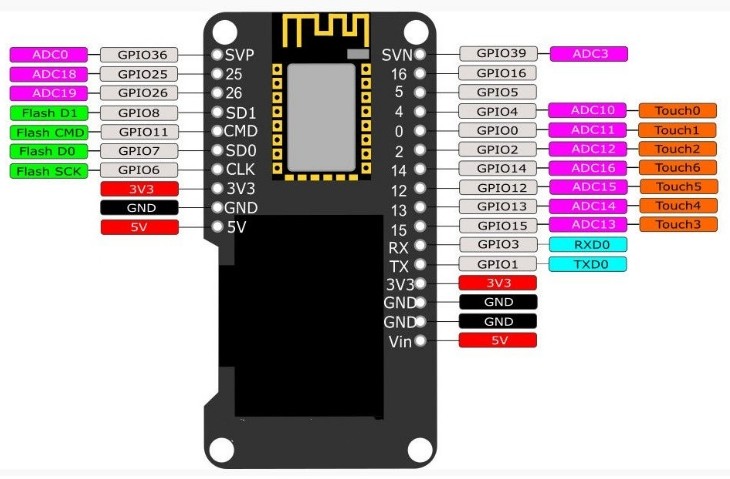 ADC0 GPIO36 SVP SVN GPIO39 ADC3
ADC18 GPIO25 25 16 GPIO16
ADC19 GPIO26 26 5 GPIO5
Flash D1 GPIO8 SD1 4 GPIO4 ADC10 Touch0
Flash CMD GPIO11 CMD 0 GPIO0 ADC11 Touch1
Flash D0 GPIO7 SD0 2 GPIO2 ADC12 Touch2
Flash SCK GPIO6 CLK 14 GPIO14 ADC16 Touch6
3V3 3V3 12 GPIO12 ADC15 Touch5
GND GND 13 GPIO13 ADC14 Touch4
5V 5V 15 GPIO15 ADC13 Touch3
RX GPIO3 RXD0
TX GPIO1 TXD0
3V3 3V3
GND GND
GND GND
Vin 5V